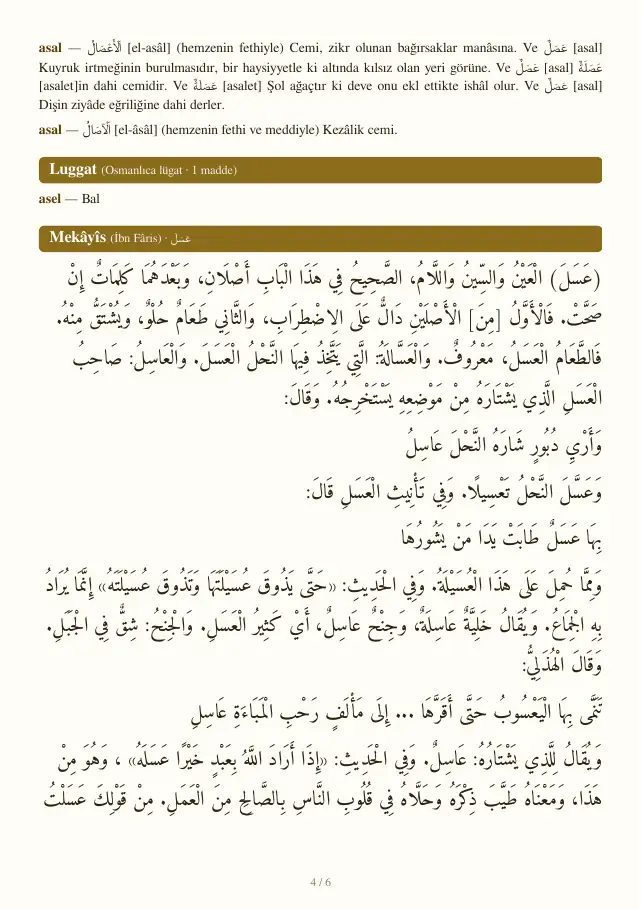 asal — اَلْأَعْصَالُ [el-asâl] (hemzenin fethiyle) Cemi, zikr olunan bağırsaklar manâsına. Ve عَصَلٌ [asal]
Kuyruk irtmeğinin burulmasıdır, bir haysiyyetle ki altında kılsız olan yeri görüne. Ve عَصَلٌ [asal] عَصَلَةٌ
[asalet]in dahi cemidir. Ve عَصَلَةٌ [asalet] Şol ağaçtır ki deve onu ekl ettikte ishâl olur. Ve عَصَلٌ [asal]
Dişin ziyâde eğriliğine dahi derler.
asal — اَلْآصَالُ [el-âsâl] (hemzenin fethi ve meddiyle) Kezâlik cemi.
Luggat (Osmanlıca lügat · 1 madde)
asel — Bal
Mekâyîs (İbn Fâris) · عسل
(عَسَلَ) الْعَيْنُ وَالسِّينُ وَاللَّامُ، الصَّحِيحُ فِي هَذَا الْبَابِ أَصْلَانِ، وَبَعْدَهُمَا كَلِمَاتٌ إِنْ
صَحَّتْ. فَالْأَوَّلُ [مِنَ] الْأَصْلَيْنِ دَالٌّ عَلَى الِاضْطِرَابِ، وَالثَّانِي طَعَامٌ حُلْوٌ، وَيُشْتَقُّ مِنْهُ.
فَالطَّعَامُ الْعَسَلُ، مَعْرُوفٌ. وَالْعَسَّالَةُ: الَّتِي يَتَّخِذُ فِيهَا النَّحْلُ الْعَسَلَ. وَالْعَاسِلُ: صَاحِبُ
الْعَسَلِ الَّذِي يَشْتَارُهُ مِنْ مَوْضِعِهِ يَسْتَخْرِجُهُ. وَقَالَ:
وَأَرْيِ دُبُورٍ شَارَهُ النَّحْلَ عَاسِلُ
وَعَسَّلَ النَّحْلُ تَعْسِيلًا. وَفِي تَأْنِيثِ الْعَسَلِ قَالَ:
بِهَا عَسَلٌ طَابَتْ يَدَا مَنْ يَشُورُهَا
وَمِمَّا حُمِلَ عَلَى هَذَا الْعُسَيْلَةُ. وَفِي الْحَدِيثِ: «حَتَّى يَذُوقَ عُسَيْلَتَهَا وَتَذُوقَ عُسَيْلَتَهُ» إِنَّمَا يُرَادُ
بِهِ الْجِمَاعُ. وَيُقَالُ خَلِيَّةٌ عَاسِلَةٌ، وَجِنْحٌ عَاسِلٌ، أَيْ كَثِيرُ الْعَسَلِ. وَالْجِنْحُ: شِقٌّ فِي الْجَبَلِ.
وَقَالَ الْهُذَلِيُّ:
تَنَمَّى بِهَا الْيَعْسُوبُ حَتَّى أَقَرَّهَا ... إِلَى مَأْلَفٍ رَحْبِ الْمَبَاءَةِ عَاسِلِ
وَيُقَالُ لِلَّذِي يَشْتَارُهُ: عَاسِلٌ. وَفِي الْحَدِيثِ: «إِذَا أَرَادَ اللَّهُ بِعَبْدٍ خَيْرًا عَسَلَهُ» ، وَهُوَ مِنْ
هَذَا، وَمَعْنَاهُ طَيَّبَ ذِكْرَهُ وَحَلَّاهُ فِي قُلُوبِ النَّاسِ بِالصَّالِحِ مِنَ الْعَمَلِ. مِنْ قَوْلِكَ عَسَلْتُ
4 / 6